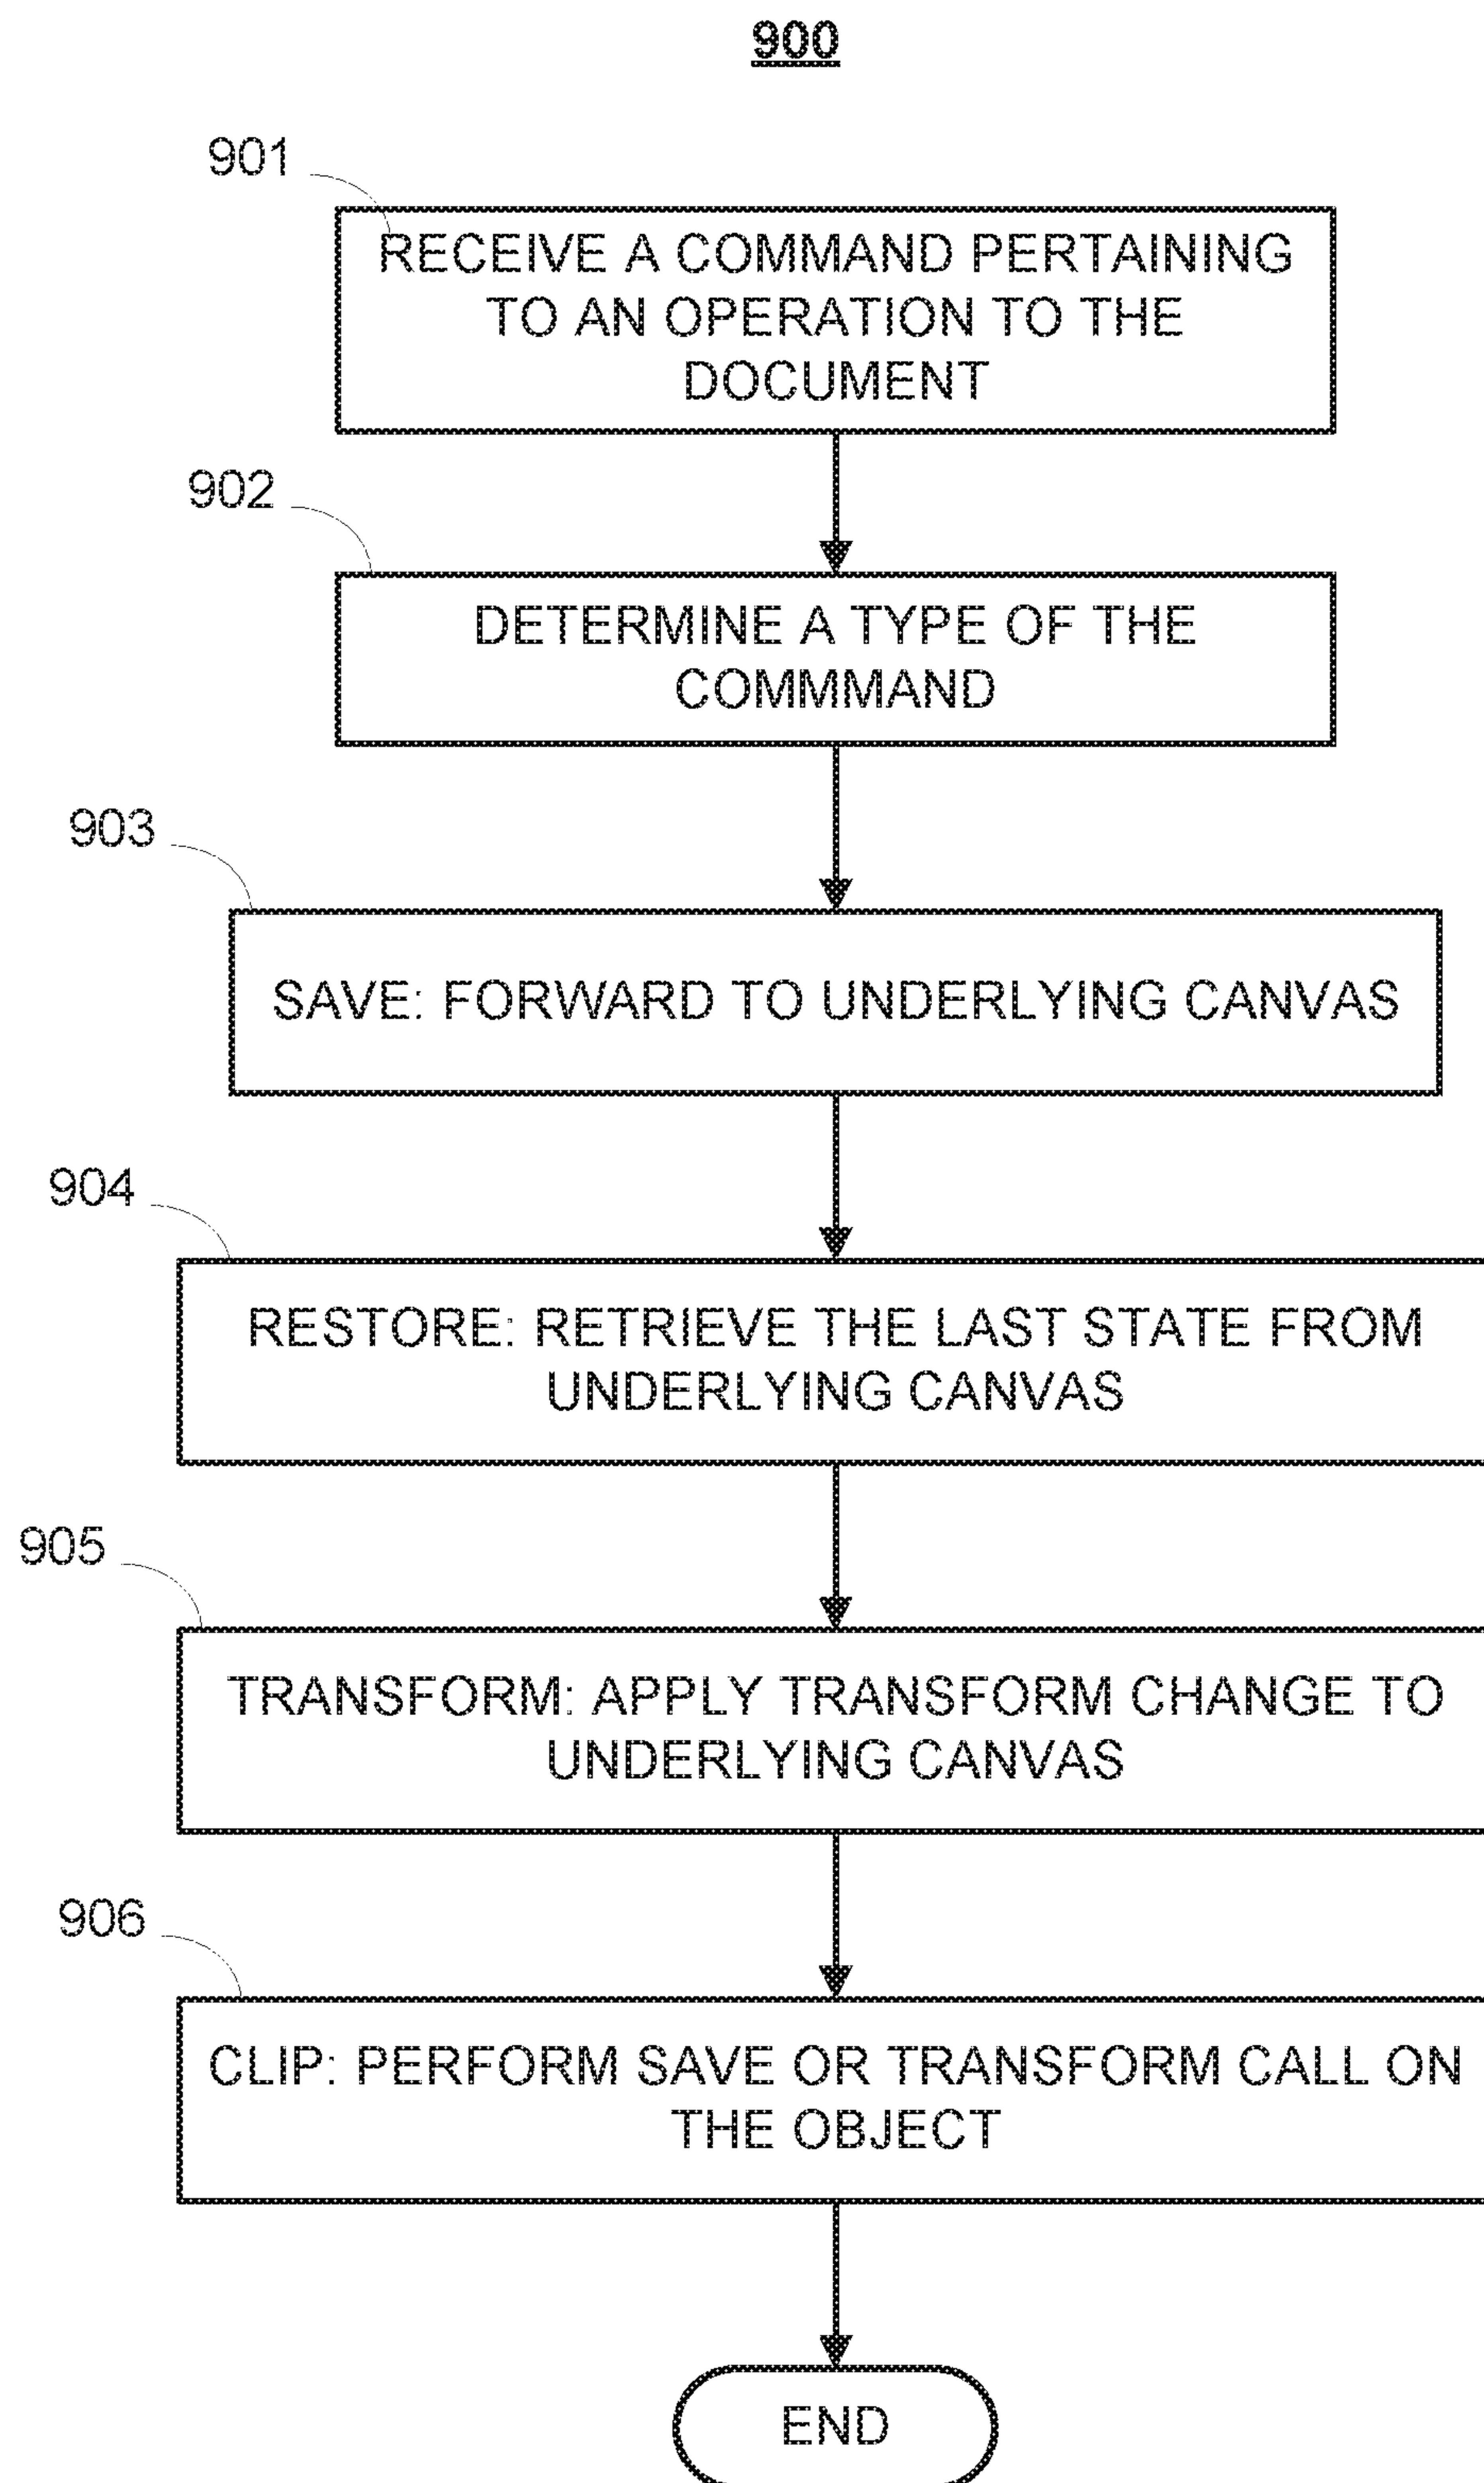 900
901
RECEIVE A COMMAND PERTAINING
TO AN OPERATION TO THE
DOCUMENT
902
DETERMINE A TYPE OF THE
COMMMAND
903
SAVE: FORWARD TO UNDERLYING CANVAS
904
RESTORE: RETRIEVE THE LAST STATE FROM
UNDERLYING CANVAS
905
TRANSFORM: APPLY TRANSFORM CHANGE TO
UNDERLYING CANVAS
906
CLIP: PERFORM SAVE OR TRANSFORM CALL ON
THE OBJECT
END